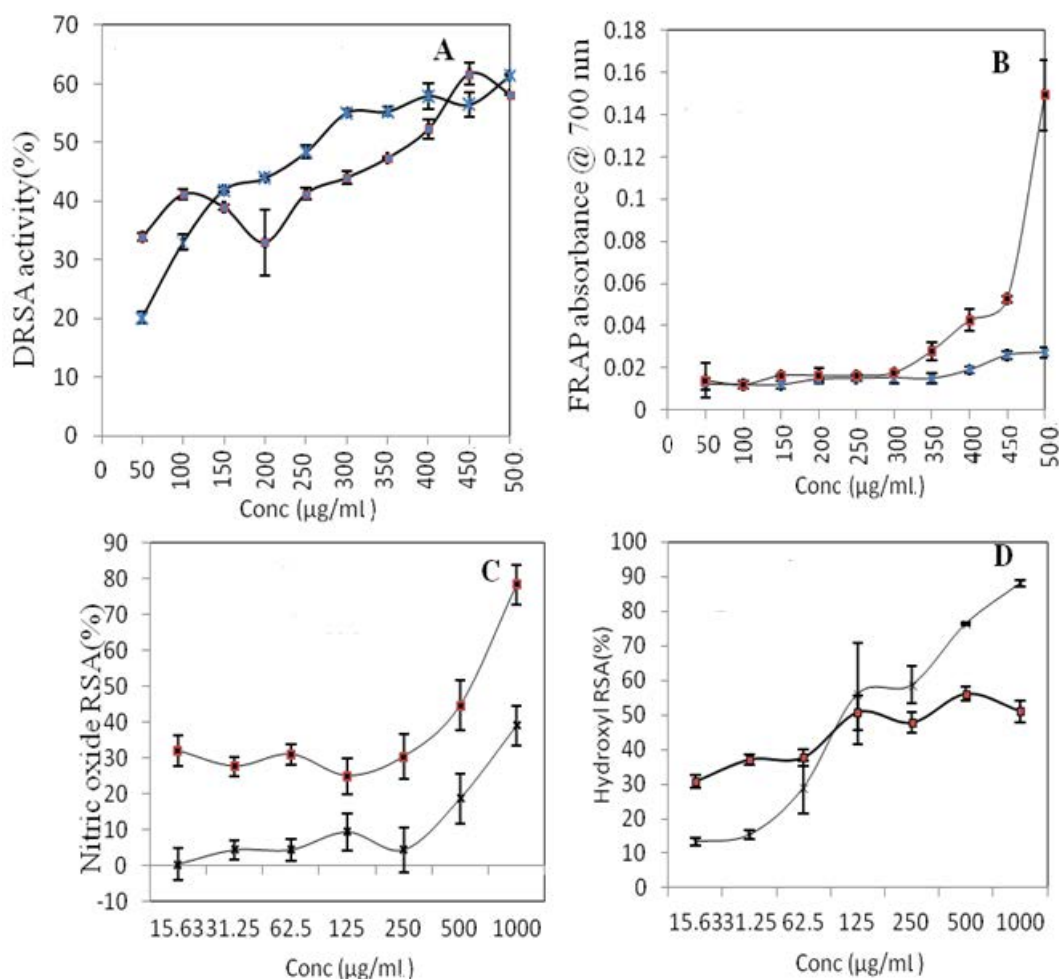 A
DRSA activity(%)
70
60
50
40
30
20
10
0
0 50 100 150 200 250 300 350 400 450 500.
Conc (µg/ml)
B
FRAP absorbance @ 700 nm
0.18
0.16
0.14
0.12
0.1
0.08
0.06
0.04
0.02
0
0 50 100 150 200 250 300 350 400 450 500.
Conc (µg/ml.)
C
Nitric oxide RSA(%)
90
80
70
60
50
40
30
20
10
0
-10
15.63 31.25 62.5 125 250 500 1000
Conc (µg/ml)
D
Hydroxyl RSA(%)
100
90
80
70
60
50
40
30
20
10
0
15.63 31.25 62.5 125 250 500 1000
Conc (µg/ml)